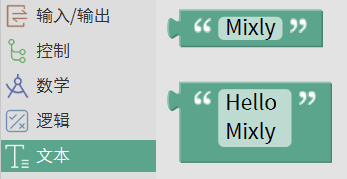 输入/输出
控制
数学
逻辑
文本
“ Mixly ”
“ Hello
Mixly ”